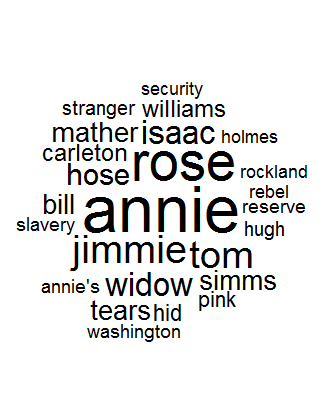 security
stranger williams
mather isaac holmes
carleton rose rockland
hose rebel
bill annie reserve
slavery hugh
jimmie tom
annie's widow simms
pink
tears hid
washington